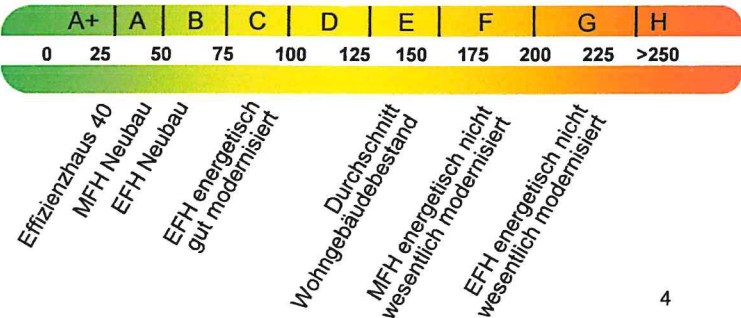 A+ A B C D E F G H
0 25 50 75 100 125 150 175 200 225 >250
Effizienzhaus 40
MFH Neubau
EFH Neubau
EFH energetisch
gut modernisiert
Durchschnitt
Wohngebäudebestand
MFH energetisch nicht
wesentlich modernisiert
EFH energetisch nicht
wesentlich modernisiert
4